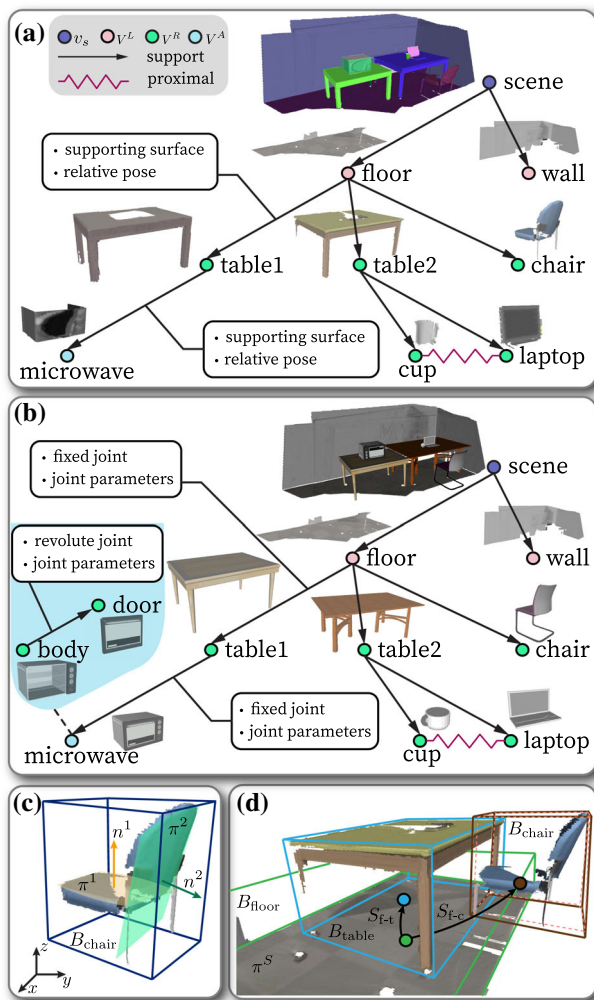 (a)
v_s V^L V^R V^A
support
proximal
scene
• supporting surface
• relative pose
floor
wall
table1
table2
chair
• supporting surface
• relative pose
microwave
cup
laptop
(b)
• fixed joint
• joint parameters
scene
• revolute joint
• joint parameters
floor
wall
door
body
table1
table2
chair
• fixed joint
• joint parameters
microwave
cup
laptop
(c)
n^1
π^2
π^1
n^2
B_chair
z
y
x
(d)
B_chair
B_floor
S_f-t
S_f-c
B_table
π^S